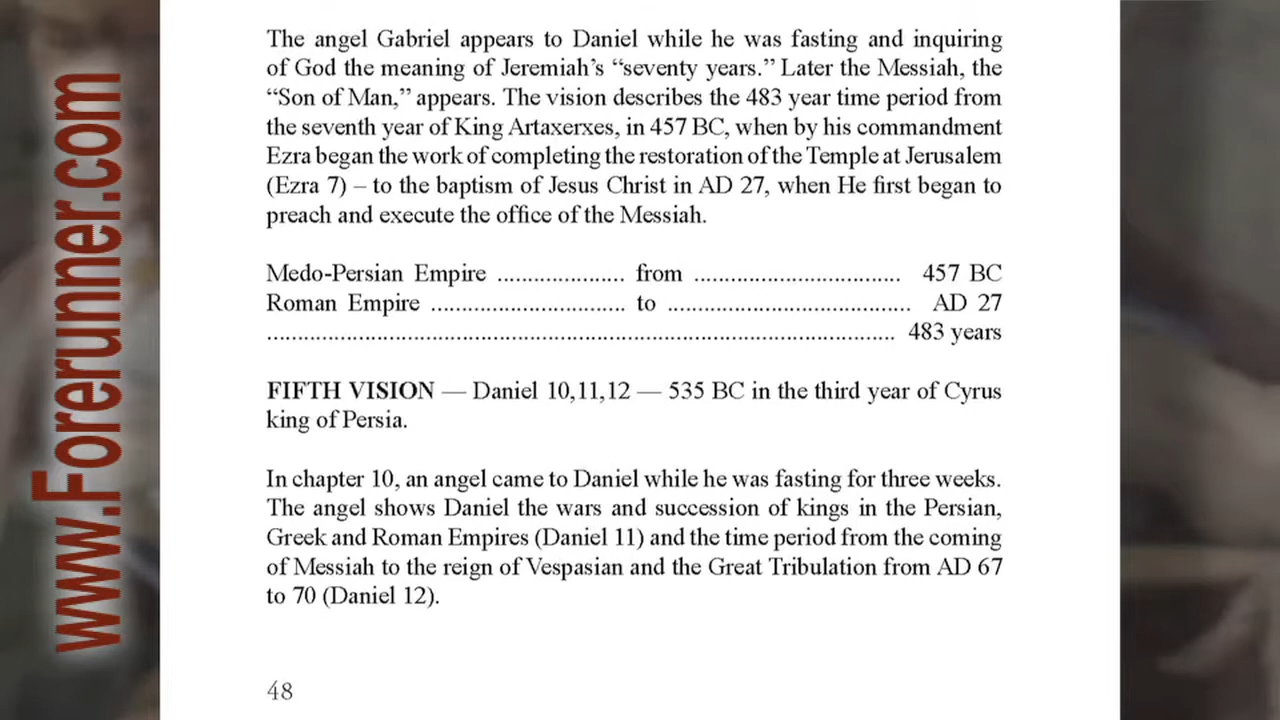 www.Forerunner.com
The angel Gabriel appears to Daniel while he was fasting and inquiring
of God the meaning of Jeremiah’s “seventy years.” Later the Messiah, the
“Son of Man,” appears. The vision describes the 483 year time period from
the seventh year of King Artaxerxes, in 457 BC, when by his commandment
Ezra began the work of completing the restoration of the Temple at Jerusalem
(Ezra 7) – to the baptism of Jesus Christ in AD 27, when He first began to
preach and execute the office of the Messiah.
Medo-Persian Empire .................... from ................................. 457 BC
Roman Empire ............................... to ....................................... AD 27
.................................................................................................... 483 years
FIFTH VISION — Daniel 10,11,12 — 535 BC in the third year of Cyrus
king of Persia.
In chapter 10, an angel came to Daniel while he was fasting for three weeks.
The angel shows Daniel the wars and succession of kings in the Persian,
Greek and Roman Empires (Daniel 11) and the time period from the coming
of Messiah to the reign of Vespasian and the Great Tribulation from AD 67
to 70 (Daniel 12).
48